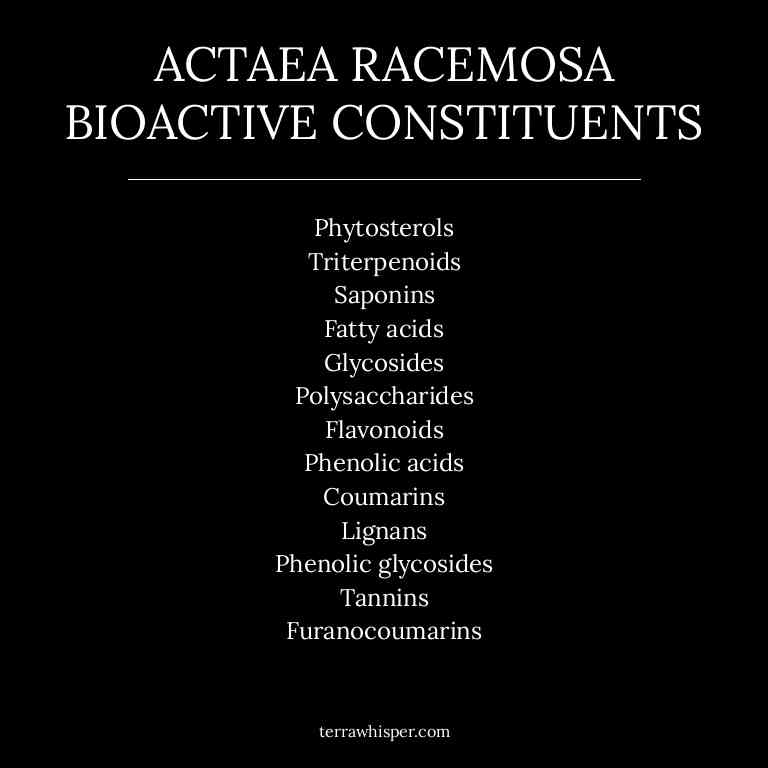 ACTAEA RACEMOSA
BIOACTIVE CONSTITUENTS
Phytosterols
Triterpenoids
Saponins
Fatty acids
Glycosides
Polysaccharides
Flavonoids
Phenolic acids
Coumarins
Lignans
Phenolic glycosides
Tannins
Furanocoumarins
terrawhisper.com